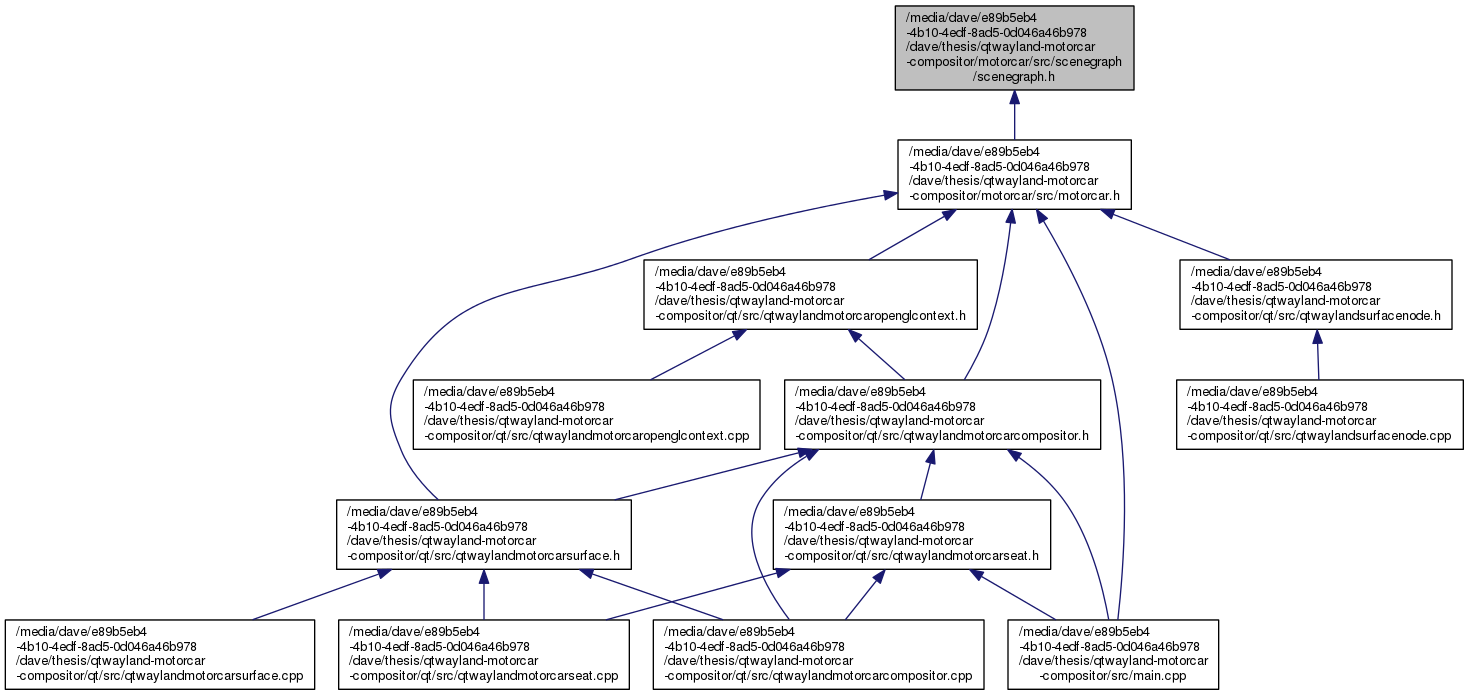 /media/dave/e89b5eb4
-4b10-4edf-8ad5-0d046a46b978
/dave/thesis/qtwayland-motorcar
-compositor/motorcar/src/scenegraph
/scenegraph.h
/media/dave/e89b5eb4
-4b10-4edf-8ad5-0d046a46b978
/dave/thesis/qtwayland-motorcar
-compositor/motorcar/src/motorcar.h
/media/dave/e89b5eb4
-4b10-4edf-8ad5-0d046a46b978
/dave/thesis/qtwayland-motorcar
-compositor/qt/src/qtwaylandmotorcaropenglcontext.h
/media/dave/e89b5eb4
-4b10-4edf-8ad5-0d046a46b978
/dave/thesis/qtwayland-motorcar
-compositor/qt/src/qtwaylandsurfacenode.h
/media/dave/e89b5eb4
-4b10-4edf-8ad5-0d046a46b978
/dave/thesis/qtwayland-motorcar
-compositor/qt/src/qtwaylandmotorcaropenglcontext.cpp
/media/dave/e89b5eb4
-4b10-4edf-8ad5-0d046a46b978
/dave/thesis/qtwayland-motorcar
-compositor/qt/src/qtwaylandmotorcarcompositor.h
/media/dave/e89b5eb4
-4b10-4edf-8ad5-0d046a46b978
/dave/thesis/qtwayland-motorcar
-compositor/qt/src/qtwaylandsurfacenode.cpp
/media/dave/e89b5eb4
-4b10-4edf-8ad5-0d046a46b978
/dave/thesis/qtwayland-motorcar
-compositor/qt/src/qtwaylandmotorcarsurface.h
/media/dave/e89b5eb4
-4b10-4edf-8ad5-0d046a46b978
/dave/thesis/qtwayland-motorcar
-compositor/qt/src/qtwaylandmotorcarseat.h
/media/dave/e89b5eb4
-4b10-4edf-8ad5-0d046a46b978
/dave/thesis/qtwayland-motorcar
-compositor/qt/src/qtwaylandmotorcarsurface.cpp
/media/dave/e89b5eb4
-4b10-4edf-8ad5-0d046a46b978
/dave/thesis/qtwayland-motorcar
-compositor/qt/src/qtwaylandmotorcarseat.cpp
/media/dave/e89b5eb4
-4b10-4edf-8ad5-0d046a46b978
/dave/thesis/qtwayland-motorcar
-compositor/qt/src/qtwaylandmotorcarcompositor.cpp
/media/dave/e89b5eb4
-4b10-4edf-8ad5-0d046a46b978
/dave/thesis/qtwayland-motorcar
-compositor/src/main.cpp